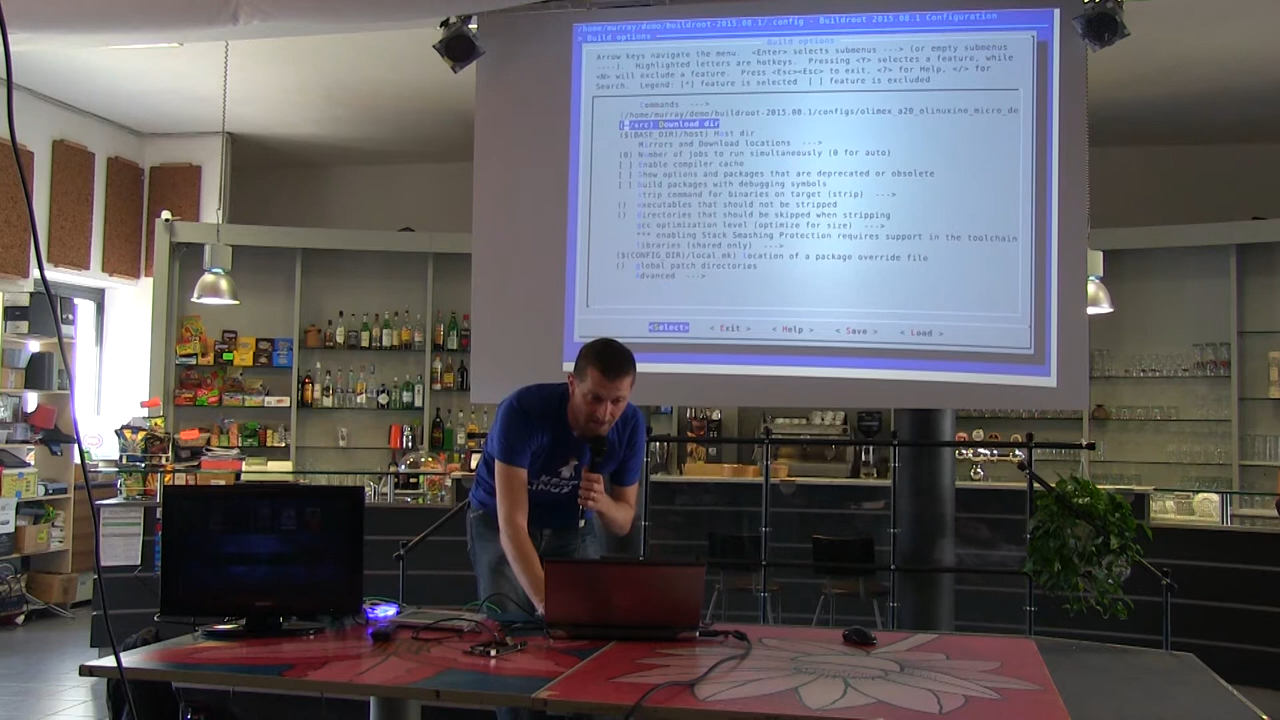 /home/murray/demo/buildroot-2015.08.1/.config - Buildroot 2015.08.1 Configuration
> Build options
Build options
Arrow keys navigate the menu. <Enter> selects submenus ---> (or empty submenus
----). Highlighted letters are hotkeys. Pressing <Y> selectes a feature, while
<N> will exclude a feature. Press <Esc><Esc> to exit, <?> for Help, </> for
Search. Legend: [*] feature is selected [ ] feature is excluded
Commands --->
(/home/murray/demo/buildroot-2015.08.1/configs/olimex_a20_olinuxino_micro_de
(~/src) Download dir
($(BASE_DIR)/host) Host dir
Mirrors and Download locations --->
(0) Number of jobs to run simultaneously (0 for auto)
[ ] Enable compiler cache
[ ] Show options and packages that are deprecated or obsolete
[ ] build packages with debugging symbols
strip command for binaries on target (strip) --->
() executables that should not be stripped
() directories that should be skipped when stripping
gcc optimization level (optimize for size) --->
*** enabling Stack Smashing Protection requires support in the toolchain
libraries (shared only) --->
($(CONFIG_DIR)/local.mk) location of a package override file
() global patch directories
Advanced --->
<Select> < Exit > < Help > < Save > < Load >
KEEP
LINUX